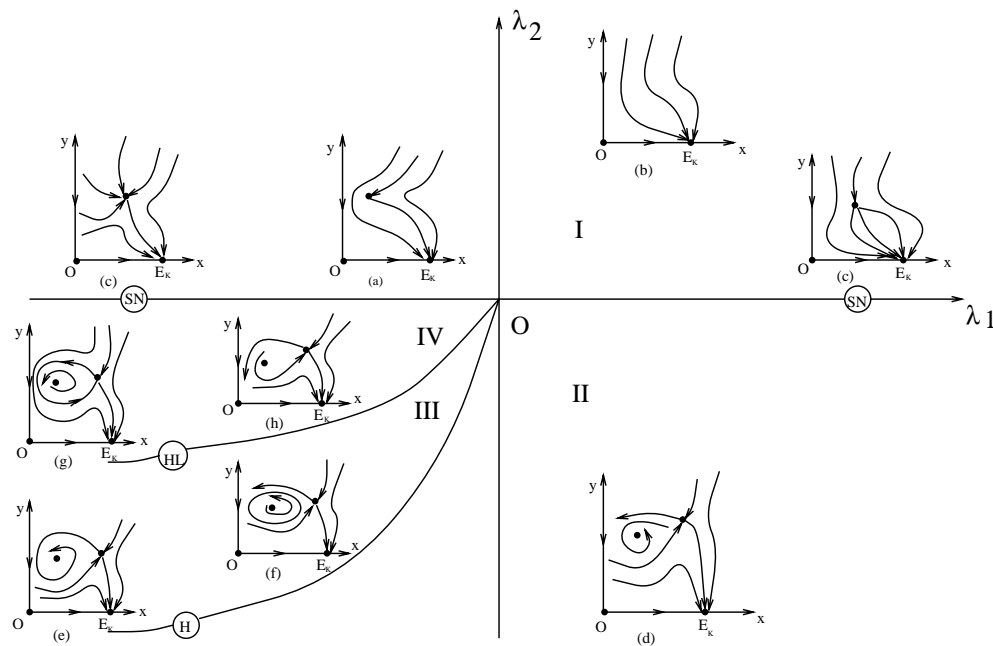 λ2
y
O
E_K
x
(b)
y
O
E_K
x
(c)
y
O
E_K
x
(a)
y
O
E_K
x
(c)
I
SN
SN
λ1
O
IV
II
III
y
O
E_K
x
(g)
y
O
E_K
x
(h)
HL
y
O
E_K
x
(f)
y
O
E_K
x
(e)
H
y
O
E_K
x
(d)